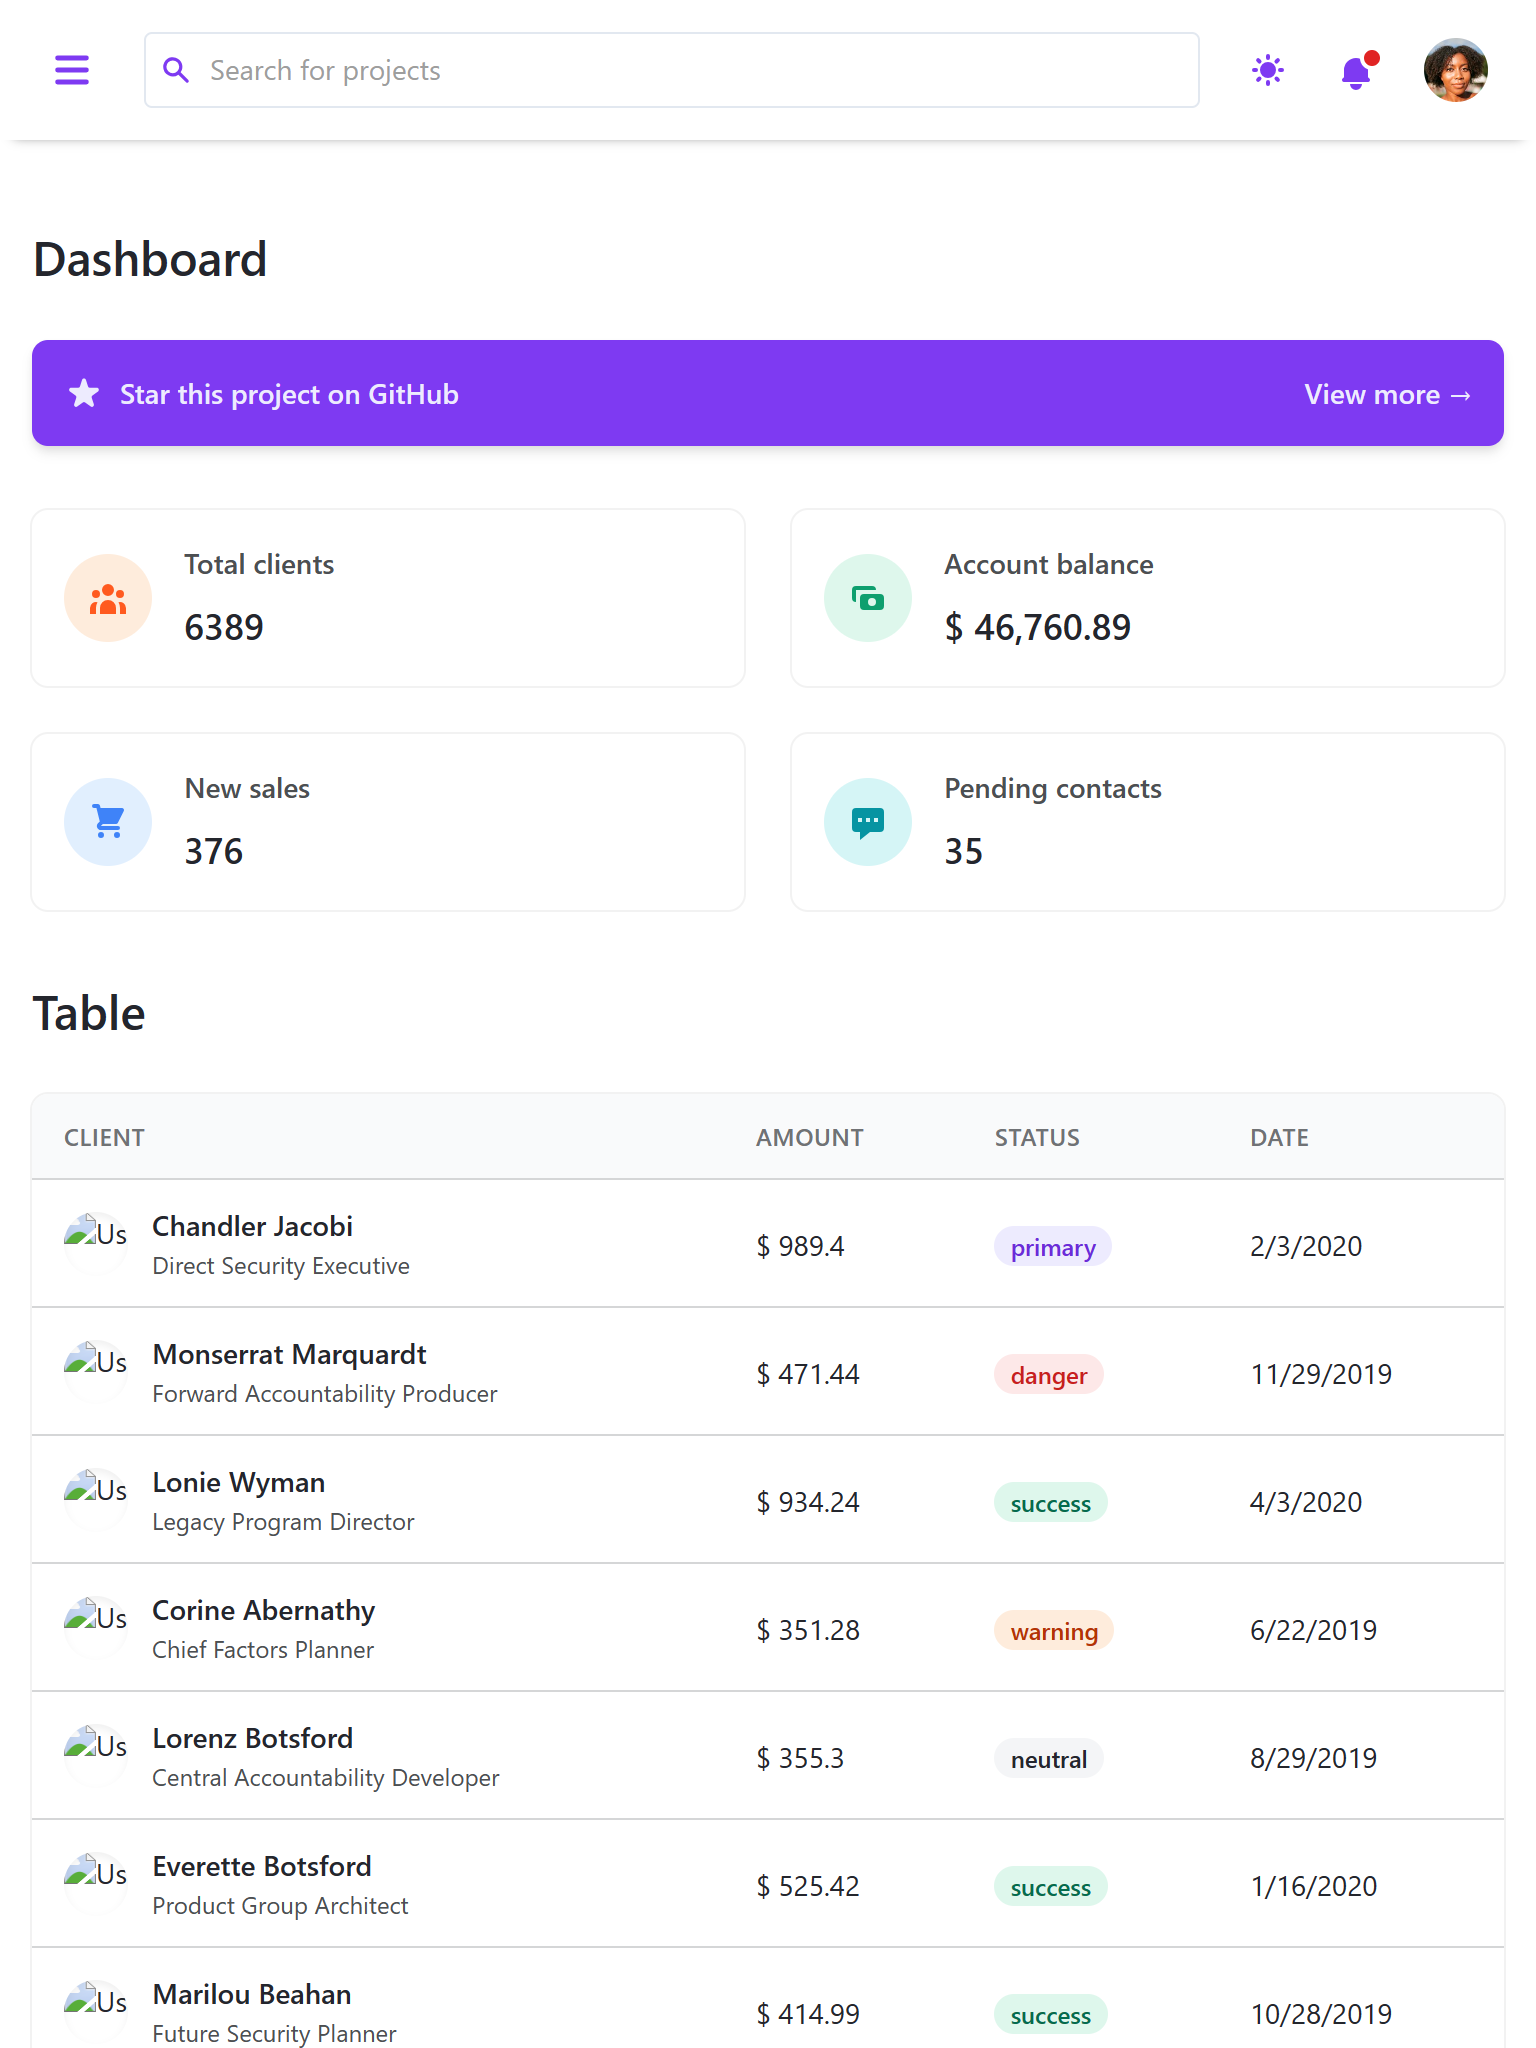 Search for projects
Dashboard
Star this project on GitHub
View more →
Total clients
6389
Account balance
$ 46,760.89
New sales
376
Pending contacts
35
Table
CLIENT AMOUNT STATUS DATE
Us Chandler Jacobi
Direct Security Executive
$ 989.4 primary 2/3/2020
Us Monserrat Marquardt
Forward Accountability Producer
$ 471.44 danger 11/29/2019
Us Lonie Wyman
Legacy Program Director
$ 934.24 success 4/3/2020
Us Corine Abernathy
Chief Factors Planner
$ 351.28 warning 6/22/2019
Us Lorenz Botsford
Central Accountability Developer
$ 355.3 neutral 8/29/2019
Us Everette Botsford
Product Group Architect
$ 525.42 success 1/16/2020
Us Marilou Beahan
Future Security Planner
$ 414.99 success 10/28/2019